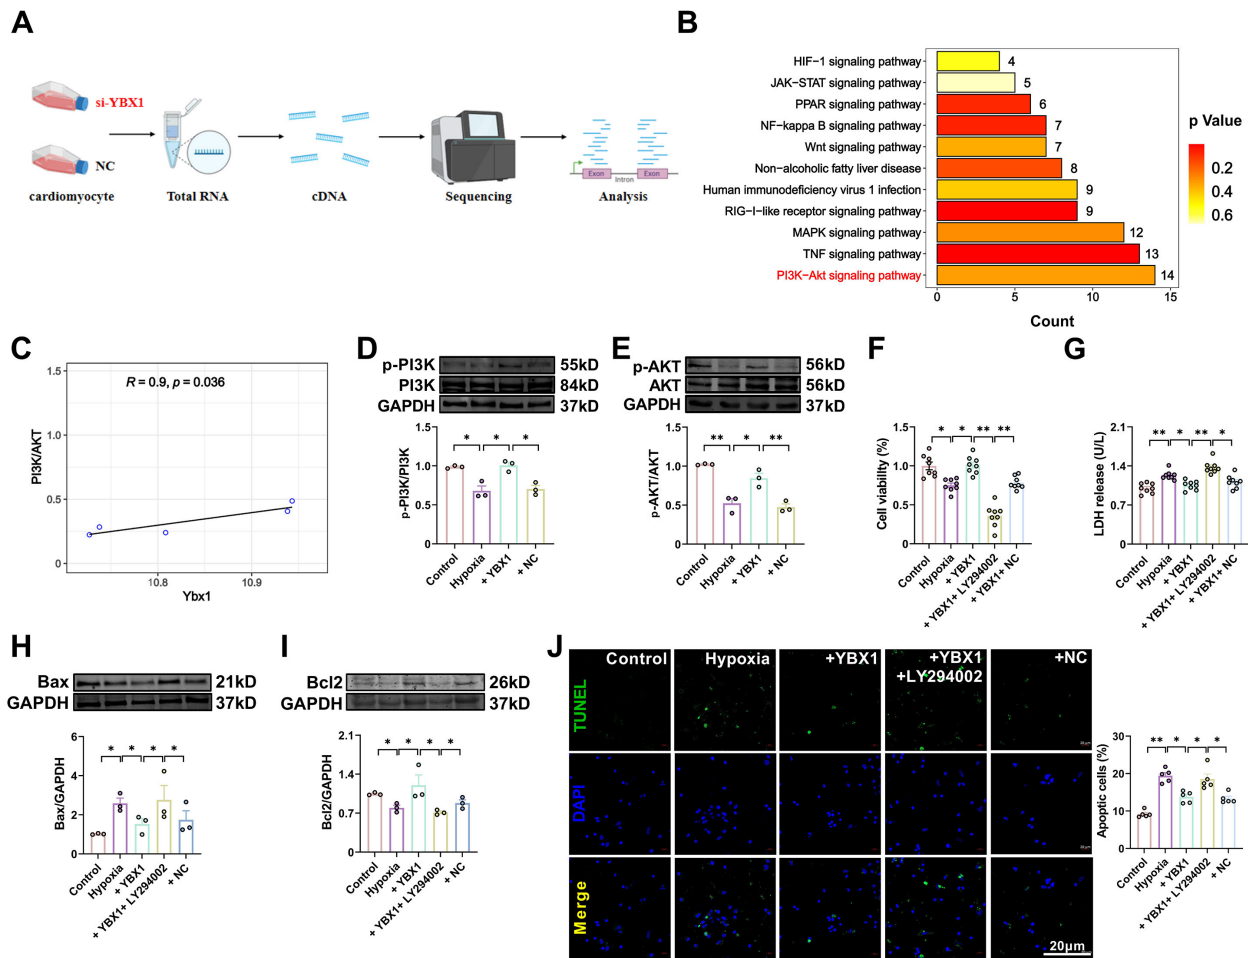 A
si-YBX1
NC
cardiomyocyte
Total RNA
cDNA
Sequencing
Exon
Intron
Exon
Analysis
B
HIF−1 signaling pathway
JAK−STAT signaling pathway
PPAR signaling pathway
NF−kappa B signaling pathway
Wnt signaling pathway
Non−alcoholic fatty liver disease
Human immunodeficiency virus 1 infection
RIG−I−like receptor signaling pathway
MAPK signaling pathway
TNF signaling pathway
PI3K−Akt signaling pathway
4
5
6
7
7
8
9
9
12
13
14
0 5 10 15
Count
p Value
0.2
0.4
0.6
C
R = 0.9, p = 0.036
PI3K/AKT
1.5
1.0
0.5
0
10.8 10.9
Ybx1
D
p-PI3K 55kD
PI3K 84kD
GAPDH 37kD
* * *
p-PI3K/PI3K
1.5
1.0
0.5
0
Control
Hypoxia
+ YBX1
+ NC
E
p-AKT 56kD
AKT 56kD
GAPDH 37kD
** * **
p-AKT/AKT
1.5
1.0
0.5
0
Control
Hypoxia
+ YBX1
+ NC
F
* * ** **
Cell viability (%)
1.5
1.0
0.5
0
Control
Hypoxia
+ YBX1
+ YBX1+ LY294002
+ YBX1+ NC
G
** * ** *
LDH release (U/L)
2.1
1.4
0.7
0
Control
Hypoxia
+ YBX1
+ YBX1+ LY294002
+ YBX1+ NC
H
Bax 21kD
GAPDH 37kD
* * * *
Bax/GAPDH
6
4
2
0
Control
Hypoxia
+ YBX1
+ YBX1+ LY294002
+ NC
I
Bcl2 26kD
GAPDH 37kD
* * * *
Bcl2/GAPDH
2.1
1.4
0.7
0
Control
Hypoxia
+ YBX1
+ YBX1+ LY294002
+ NC
J
Control
Hypoxia
+YBX1
+YBX1
+LY294002
+NC
TUNEL
DAPI
Merge
20μm
** * * *
Apoptic cells (%)
30
20
10
0
Control
Hypoxia
+ YBX1
+ YBX1+ LY294002
+ NC